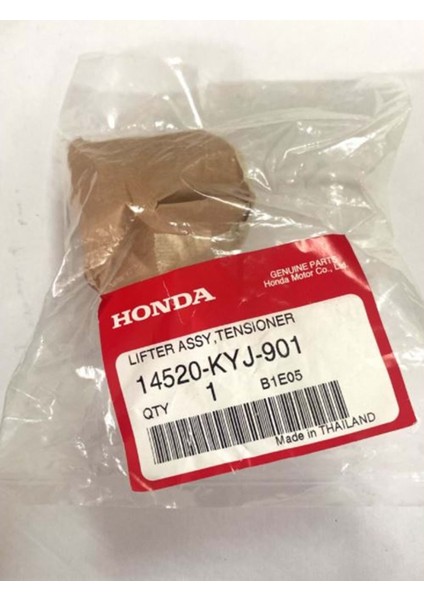 GENUINE PARTS
Honda Motor Co., Ltd.
HONDA
LIFTER ASSY,TENSIONER
14520-KYJ-901
QTY 1 B1E05
Made in THAILAND